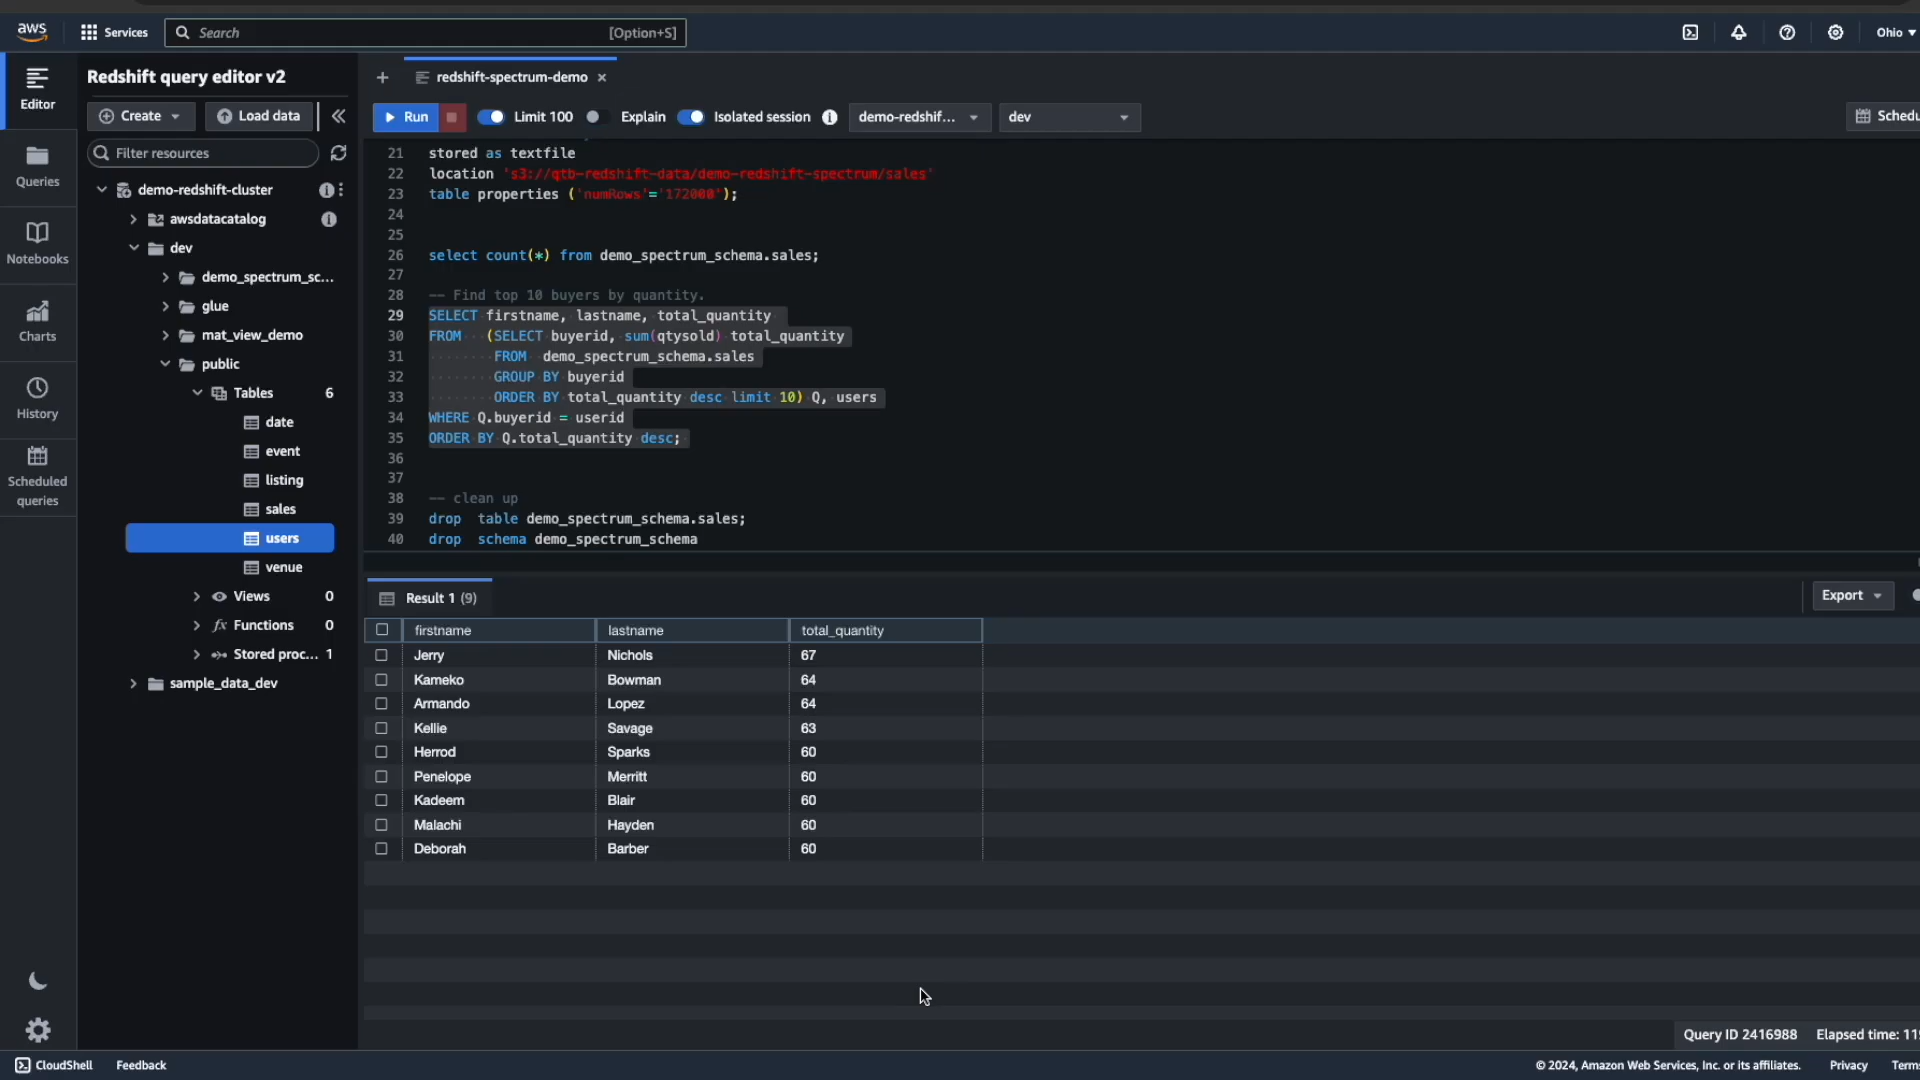 aws
Services
Search
[Option+S]
Ohio
Editor
Queries
Notebooks
Charts
History
Scheduled
queries
Redshift query editor v2
Create
Load data
Filter resources
demo-redshift-cluster
awsdatacatalog
dev
demo_spectrum_sc...
glue
mat_view_demo
public
Tables 6
date
event
listing
sales
users
venue
Views 0
Functions 0
Stored proc... 1
sample_data_dev
redshift-spectrum-demo
Run
Limit 100
Explain
Isolated session
demo-redshif...
dev
21 stored as textfile
22 location 's3://qtb-redshift-data/demo-redshift-spectrum/sales'
23 table properties ('numRows'='172000');
24
25
26 select count(*) from demo_spectrum_schema.sales;
27
28 -- Find top 10 buyers by quantity.
29 SELECT firstname, lastname, total_quantity
30 FROM (SELECT buyerid, sum(qtysold) total_quantity
31 FROM demo_spectrum_schema.sales
32 GROUP BY buyerid
33 ORDER BY total_quantity desc limit 10) Q, users
34 WHERE Q.buyerid = userid
35 ORDER BY Q.total_quantity desc;
36
37
38 -- clean up
39 drop table demo_spectrum_schema.sales;
40 drop schema demo_spectrum_schema
Result 1 (9)
Export
firstname lastname total_quantity
Jerry Nichols 67
Kameko Bowman 64
Armando Lopez 64
Kellie Savage 63
Herrod Sparks 60
Penelope Merritt 60
Kadeem Blair 60
Malachi Hayden 60
Deborah Barber 60
Query ID 2416988
Elapsed time:
CloudShell
Feedback
© 2024, Amazon Web Services, Inc. or its affiliates.
Privacy